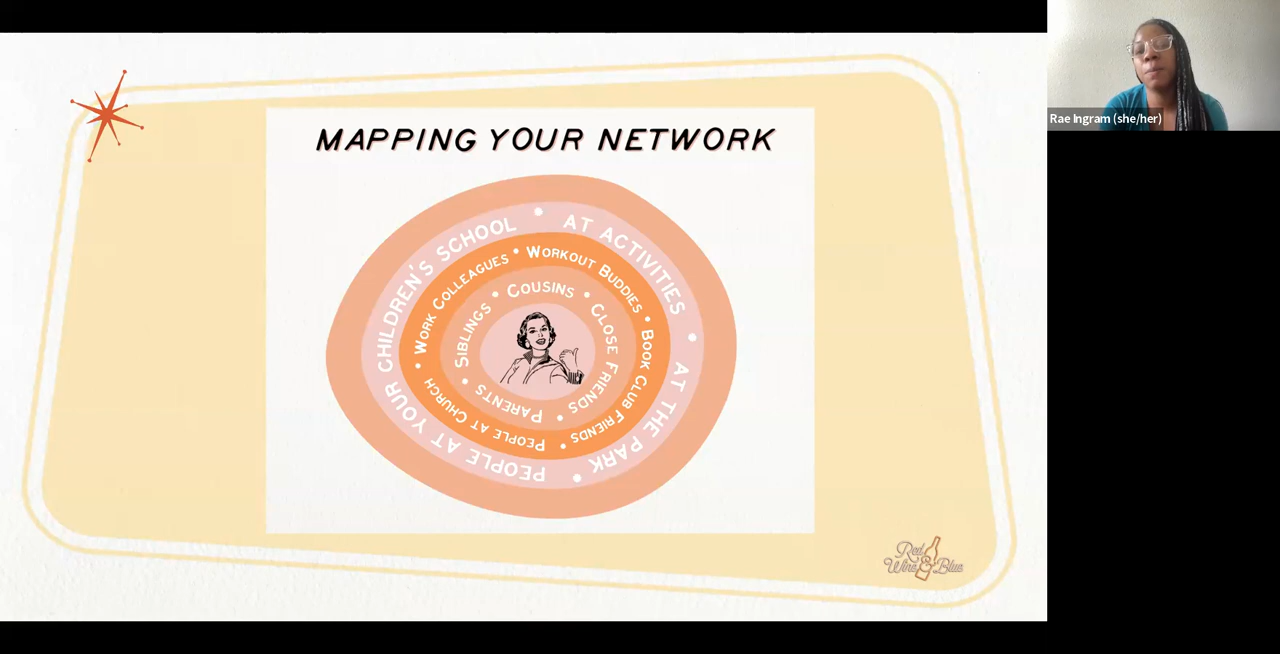 MAPPING YOUR NETWORK
PEOPLE AT YOUR CHILDREN'S SCHOOL • AT ACTIVITIES • AT THE PARK •
WORK COLLEAGUES • WORKOUT BUDDIES • BOOK CLUB FRIENDS • PEOPLE AT CHURCH •
SIBLINGS • COUSINS • CLOSE FRIENDS • PARENTS •
Red
Wine & Blue
Rae Ingram (she/her)